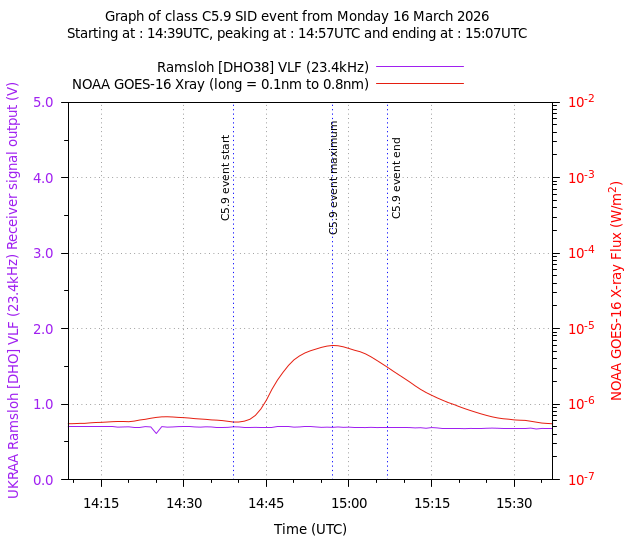 Graph of class C5.9 SID event from Monday 16 March 2026
Starting at : 14:39UTC, peaking at : 14:57UTC and ending at : 15:07UTC
Ramsloh [DHO38] VLF (23.4kHz)
NOAA GOES-16 Xray (long = 0.1nm to 0.8nm)
UKRAA Ramsloh [DHO] VLF (23.4kHz) Receiver signal output (V)
5.0
4.0
3.0
2.0
1.0
0.0
C5.9 event start
C5.9 event maximum
C5.9 event end
10-2
10-3
10-4
10-5
10-6
10-7
NOAA GOES-16 X-ray Flux (W/m2)
14:15 14:30 14:45 15:00 15:15 15:30
Time (UTC)